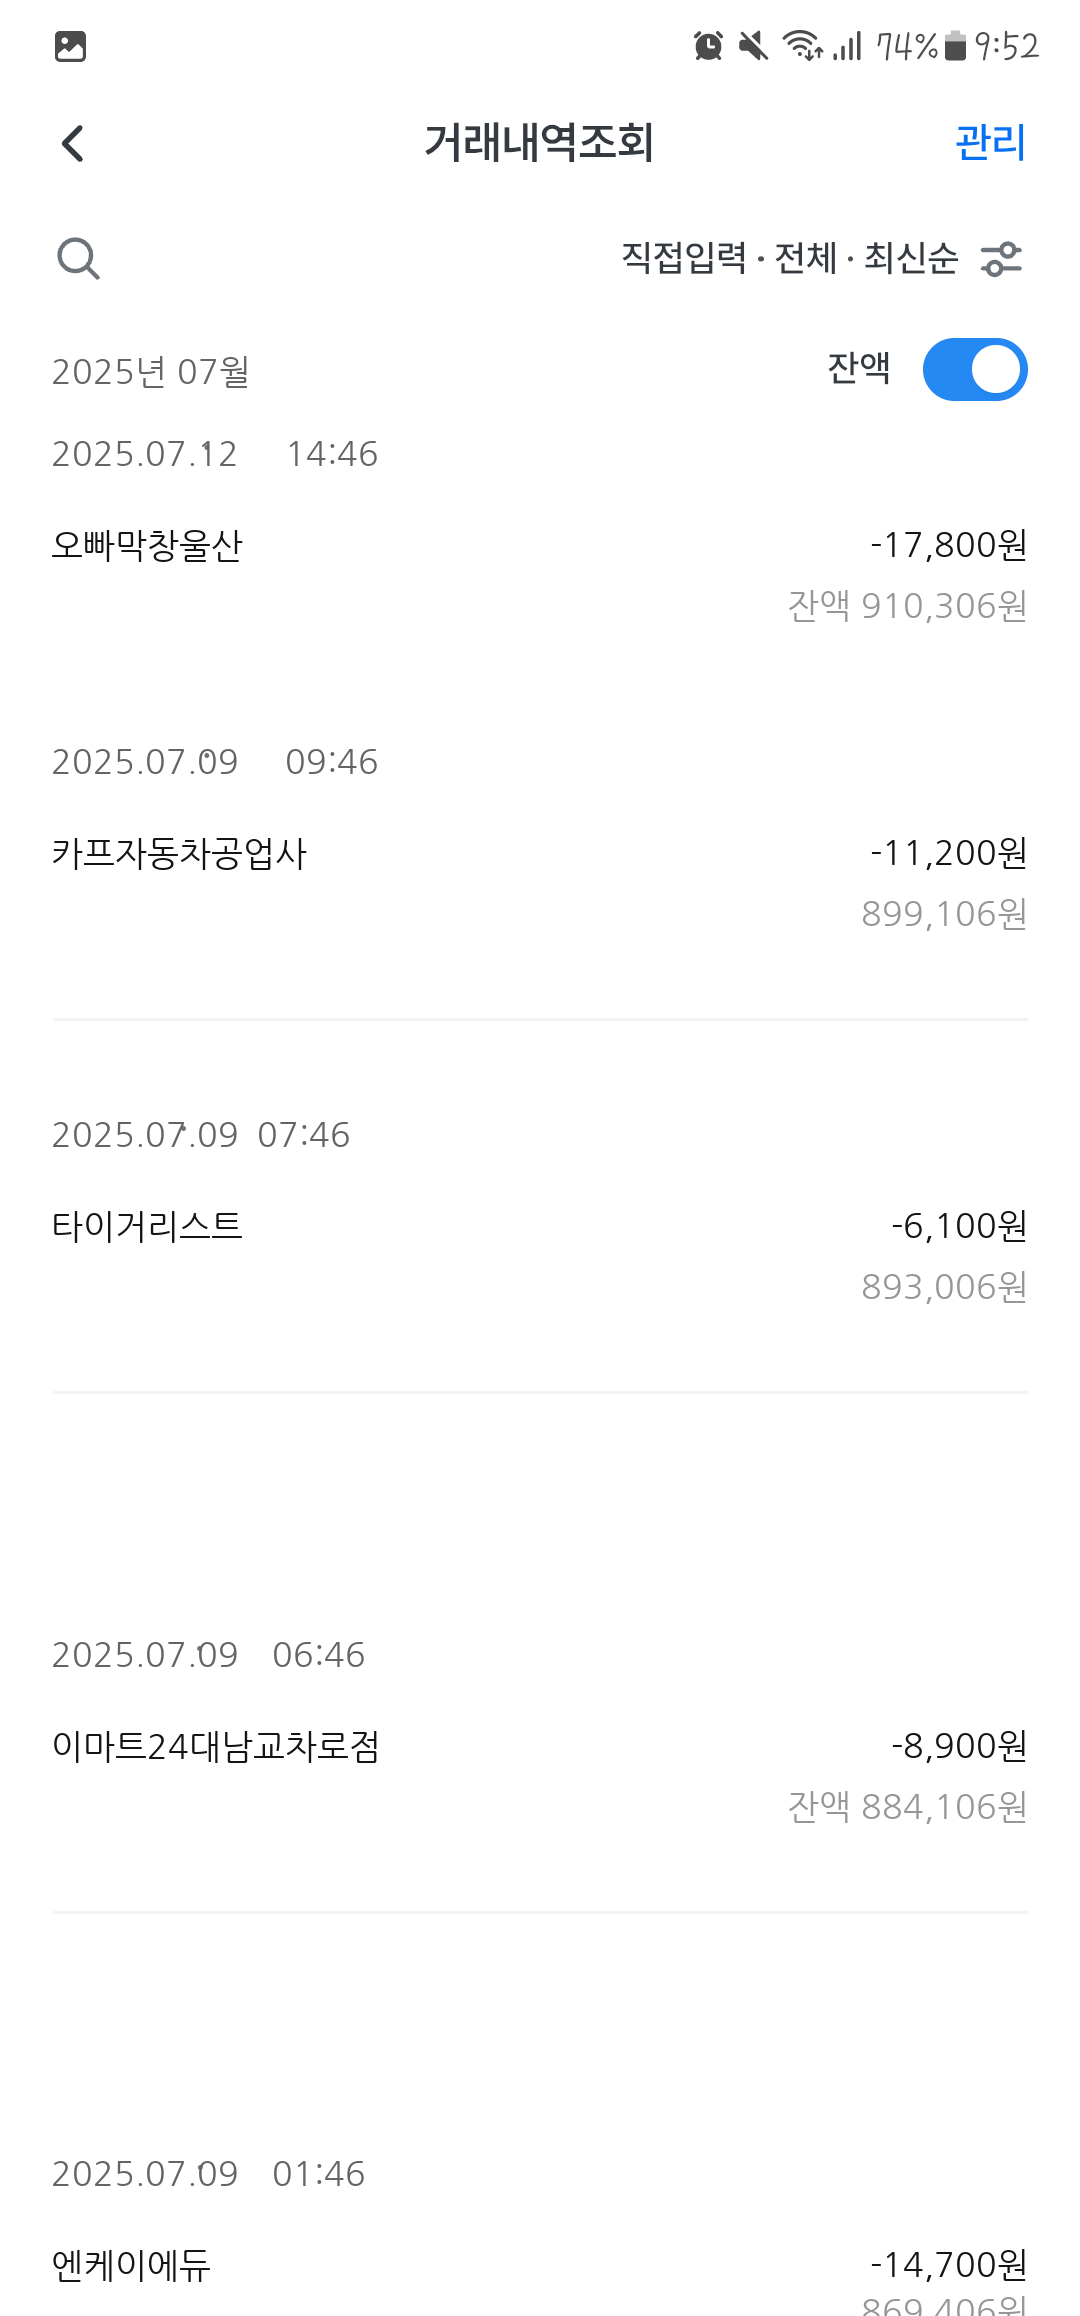 74% 9:52
거래내역조회 관리
직접입력 · 전체 · 최신순
2025년 07월 잔액
2025.07.12 14:46
오빠막창울산 -17,800원
잔액 910,306원
2025.07.09 09:46
카프자동차공업사 -11,200원
899,106원
2025.07.09 07:46
타이거리스트 -6,100원
893,006원
2025.07.09 06:46
이마트24대남교차로점 -8,900원
잔액 884,106원
2025.07.09 01:46
엔케이에듀 -14,700원
869,406원